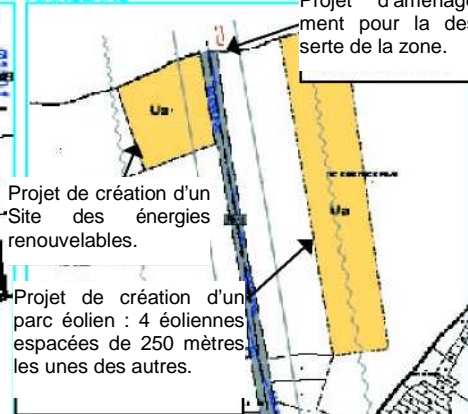 Projet d'aménage-
ment pour la des-
serte de la zone.
Ua
Ua
Projet de création d'un
Site des énergies
renouvelables.
Projet de création d'un
parc éolien : 4 éoliennes
espacées de 250 mètres
les unes des autres.